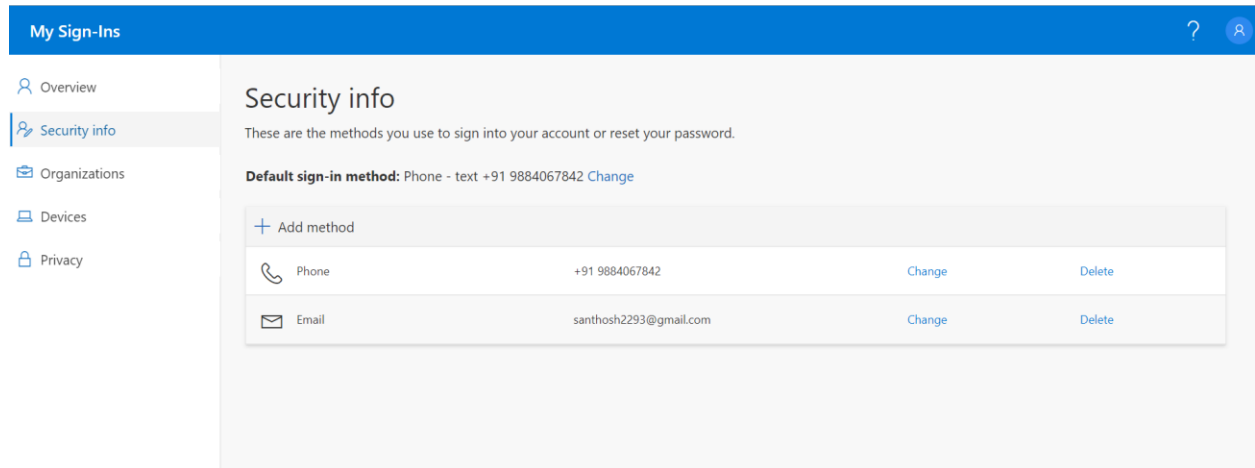 My Sign-Ins ?
Overview
Security info
Organizations
Devices
Privacy
Security info
These are the methods you use to sign into your account or reset your password.
Default sign-in method: Phone - text +91 9884067842 Change
+ Add method
Phone +91 9884067842 Change Delete
Email santhosh2293@gmail.com Change Delete